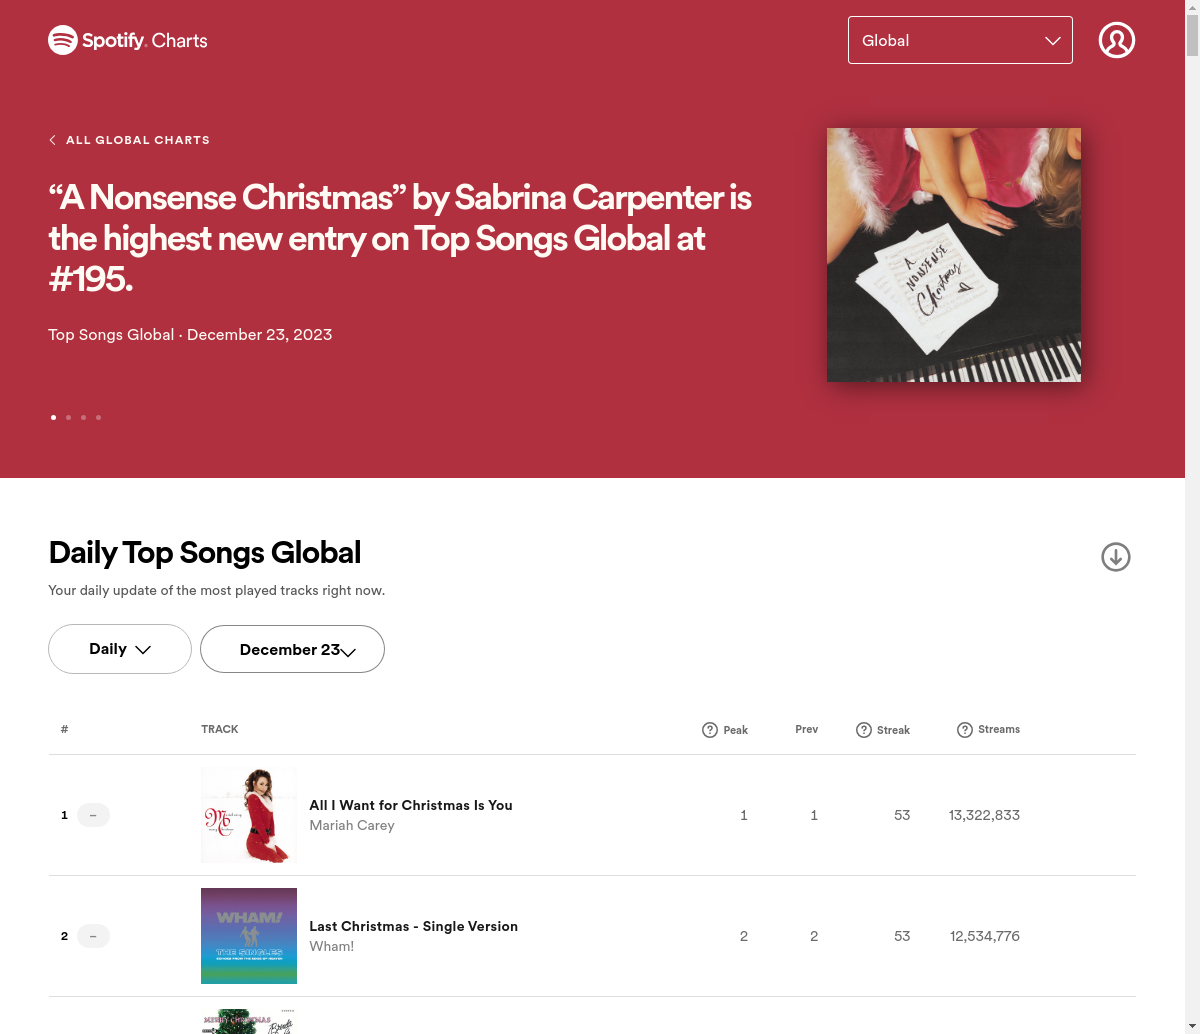 Spotify Charts
Global
ALL GLOBAL CHARTS
“A Nonsense Christmas” by Sabrina Carpenter is
the highest new entry on Top Songs Global at
#195.
Top Songs Global · December 23, 2023
A
NONSENSE
Christmas
Daily Top Songs Global
Your daily update of the most played tracks right now.
Daily
December 23
# TRACK ? Peak Prev ? Streak ? Streams
1 – All I Want for Christmas Is You 1 1 53 13,322,833
Mariah Carey
WHAM!
THE SINGLES
2 – Last Christmas - Single Version 2 2 53 12,534,776
Wham!
MERRY CHRISTMAS